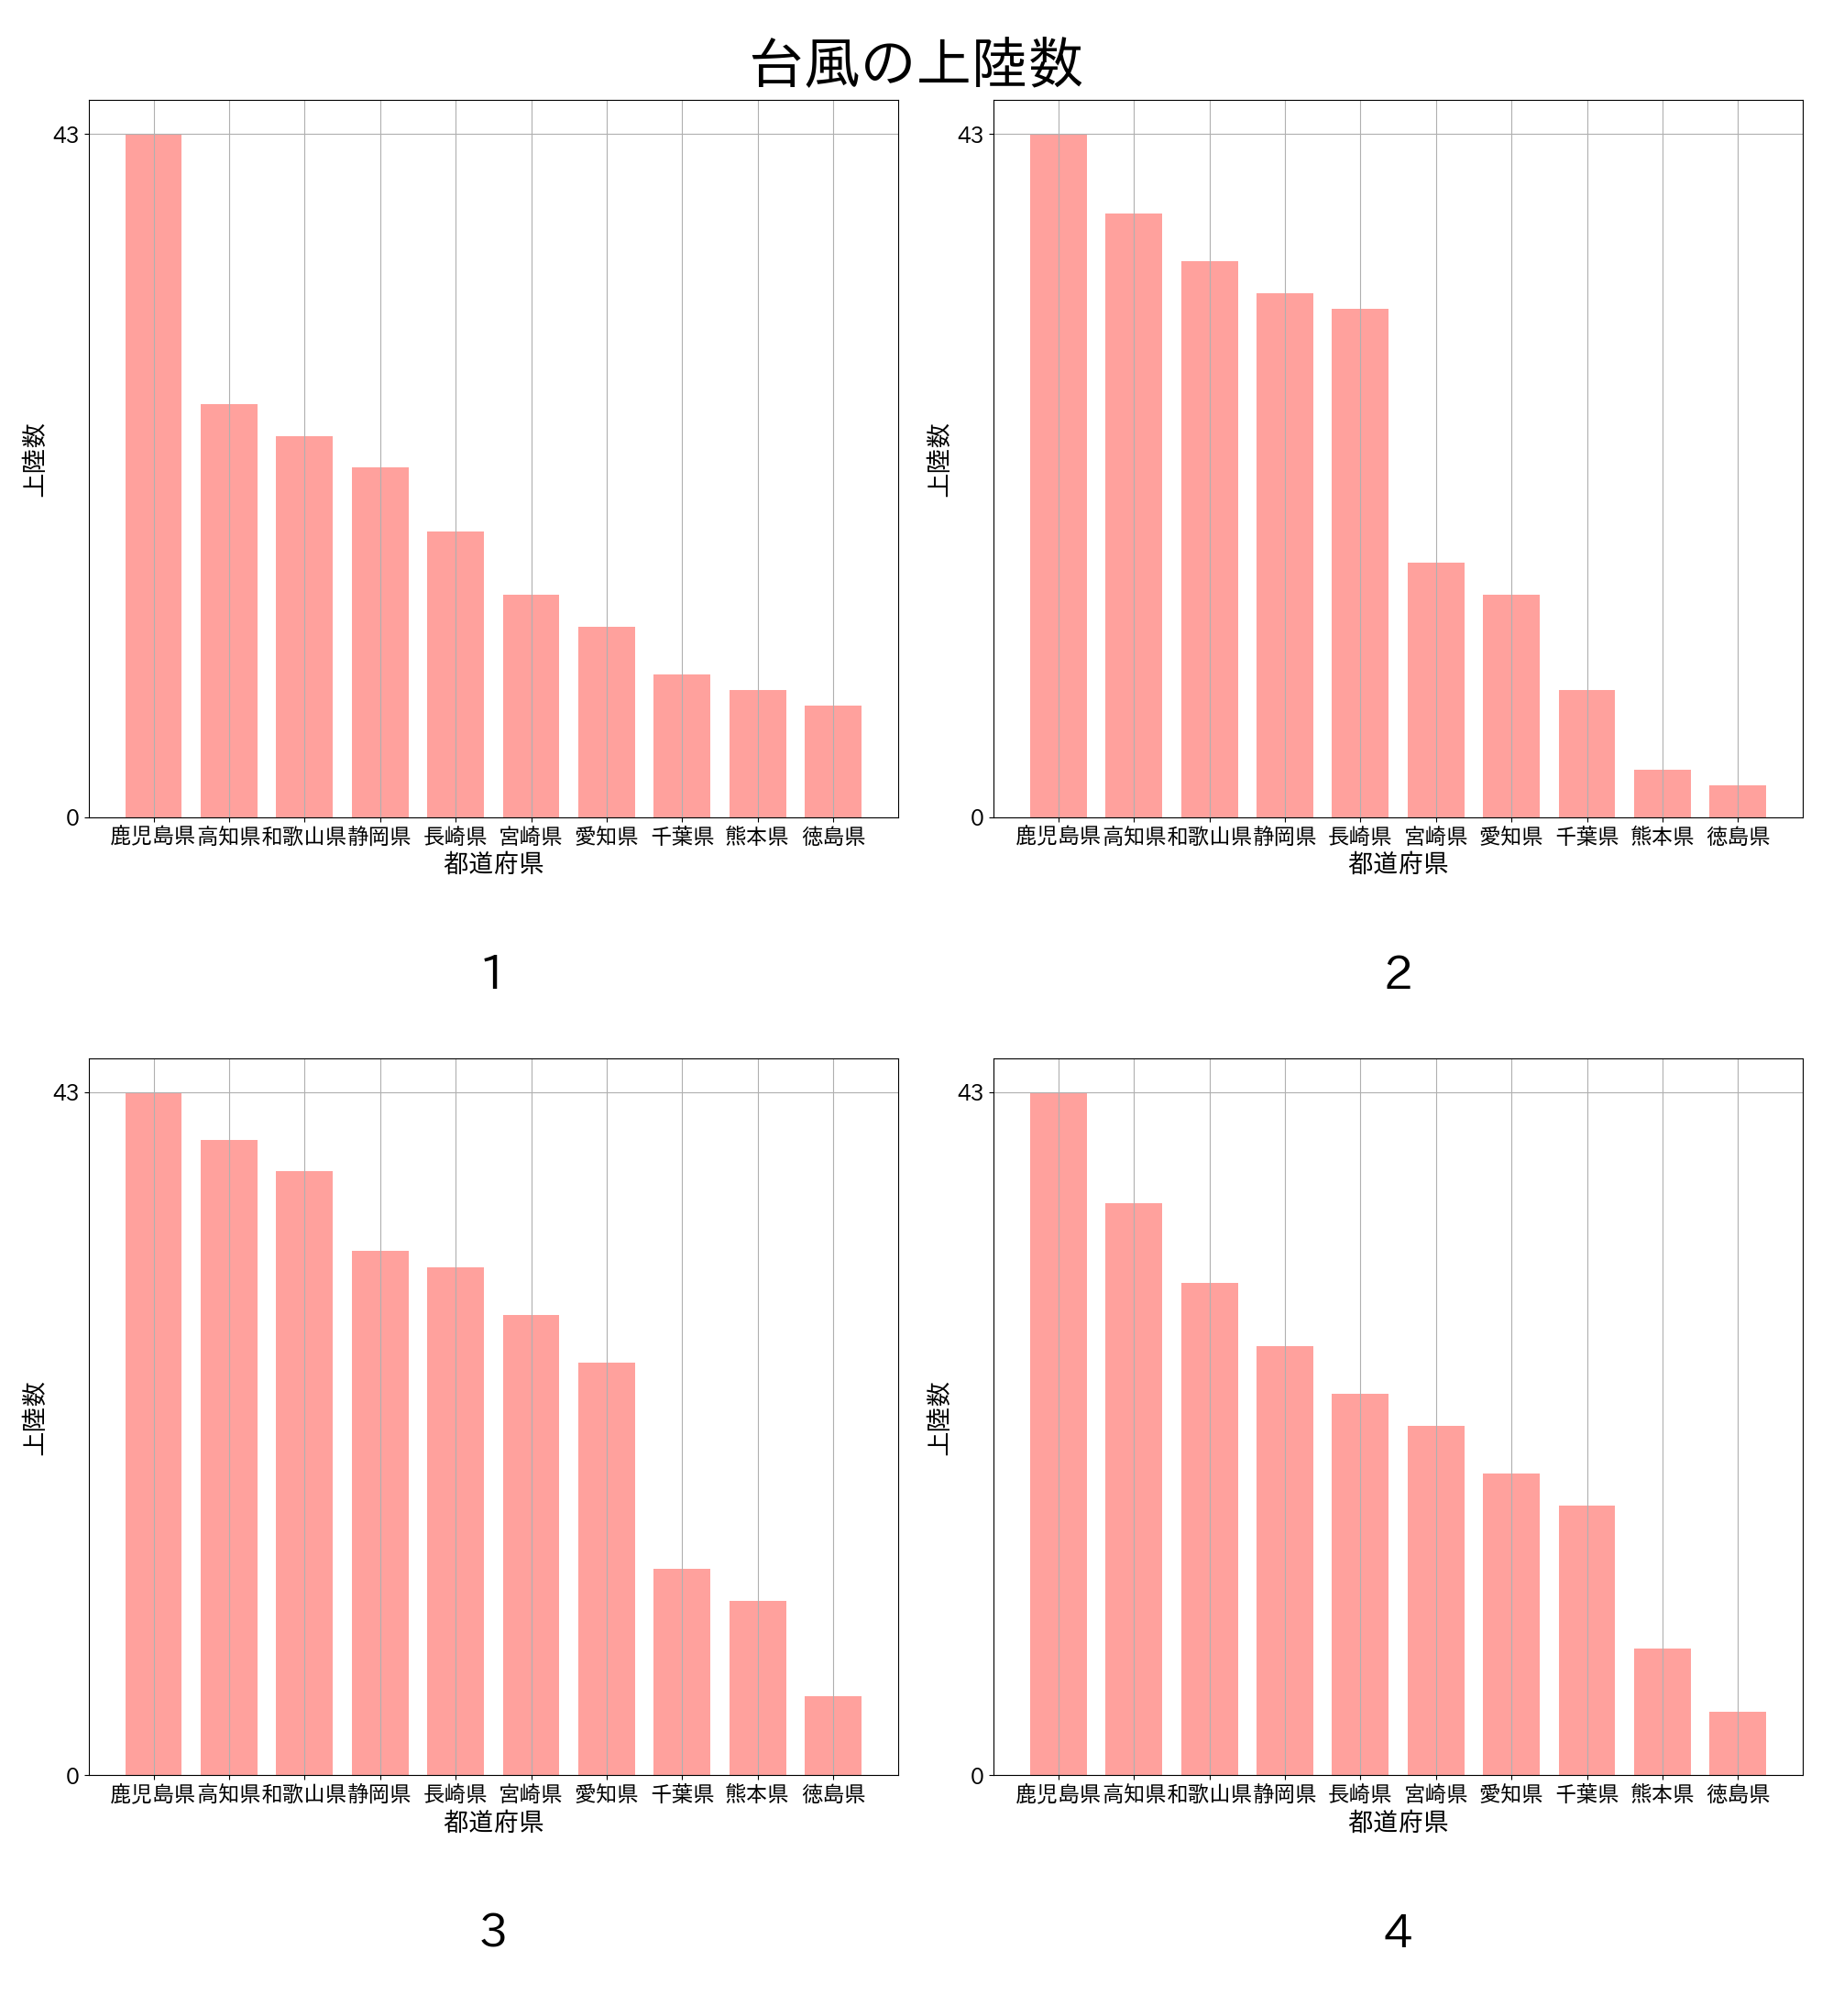 台風の上陸数
43
0
上陸数
鹿児島県 高知県 和歌山県 静岡県 長崎県 宮崎県 愛知県 千葉県 熊本県 徳島県
都道府県
1
43
0
上陸数
鹿児島県 高知県 和歌山県 静岡県 長崎県 宮崎県 愛知県 千葉県 熊本県 徳島県
都道府県
2
43
0
上陸数
鹿児島県 高知県 和歌山県 静岡県 長崎県 宮崎県 愛知県 千葉県 熊本県 徳島県
都道府県
3
43
0
上陸数
鹿児島県 高知県 和歌山県 静岡県 長崎県 宮崎県 愛知県 千葉県 熊本県 徳島県
都道府県
4